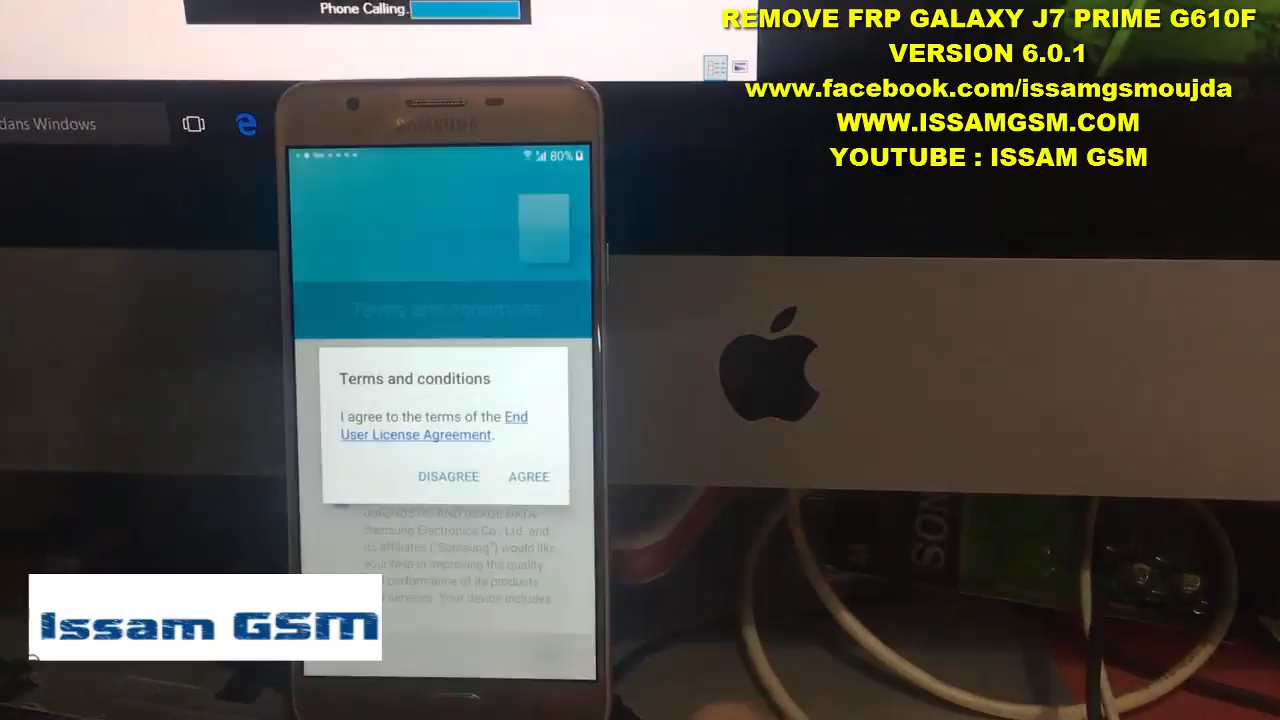 Phone Calling.
REMOVE FRP GALAXY J7 PRIME G610F
VERSION 6.0.1
www.facebook.com/issamgsmoujda
WWW.ISSAMGSM.COM
YOUTUBE : ISSAM GSM
dans Windows
SAMSUNG
80%
Terms and conditions
Terms and conditions
I agree to the terms of the End
User License Agreement.
DISAGREE AGREE
DIAGNOSTIC AND USAGE DATA
Samsung Electronics Co., Ltd. and
its affiliates ("Samsung") would like
your help in improving the quality
performance of its products
services. Your device includes
SON
Issam GSM